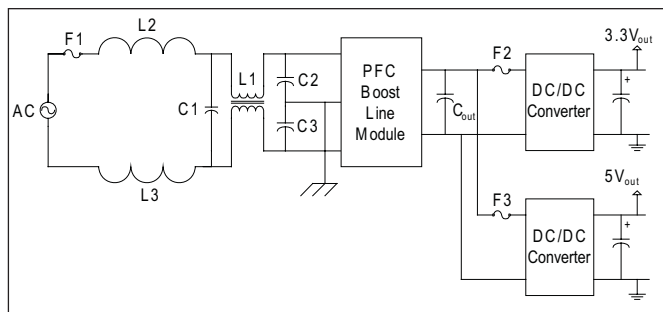 F1
L2
AC
C1
L1
C2
C3
L3
PFC
Boost
Line
Module
Cout
F2
DC/DC
Converter
3.3Vout
F3
DC/DC
Converter
5Vout